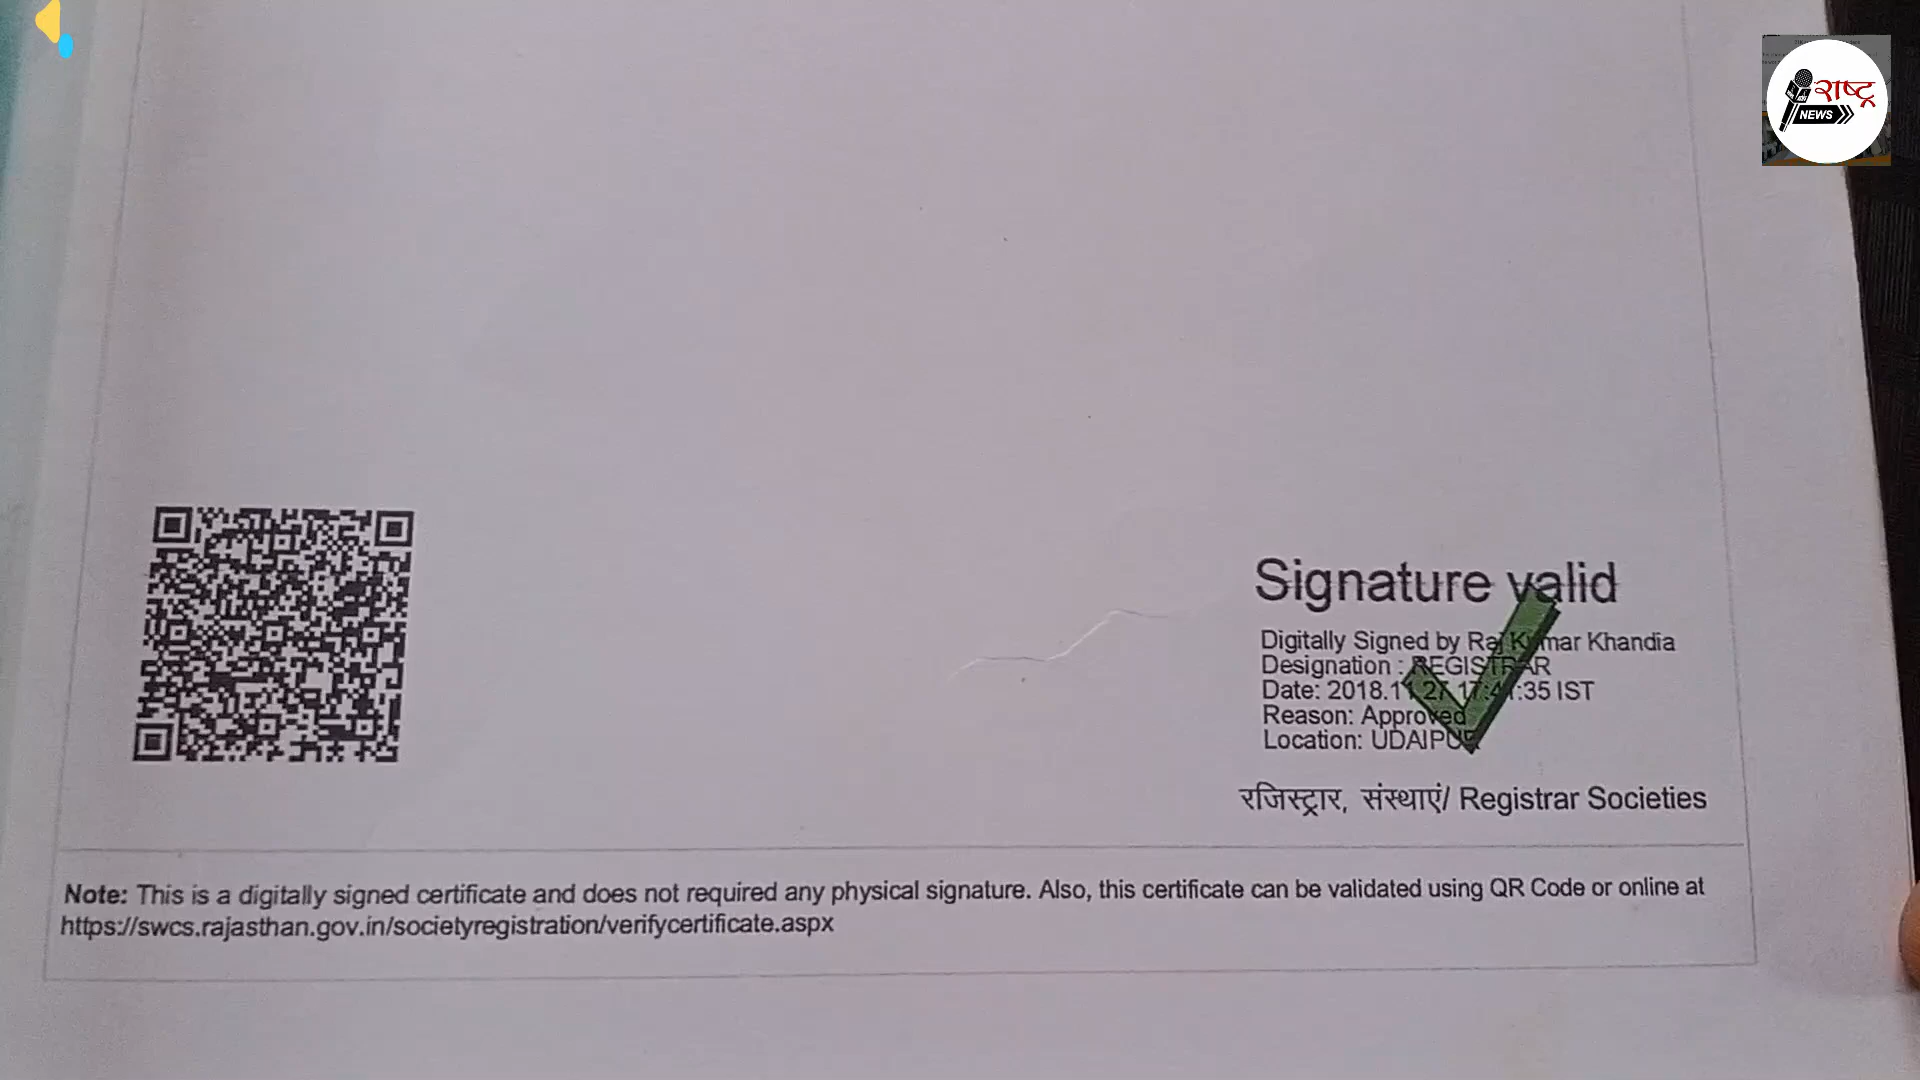 राष्ट्र
NEWS
Signature valid
Digitally Signed by Raj Kumar Khandia
Designation : REGISTRAR
Date: 2018.11.27 17:41:35 IST
Reason: Approved
Location: UDAIPUR
रजिस्ट्रार, संस्थाएं/ Registrar Societies
Note: This is a digitally signed certificate and does not required any physical signature. Also, this certificate can be validated using QR Code or online at
https://swcs.rajasthan.gov.in/societyregistration/verifycertificate.aspx